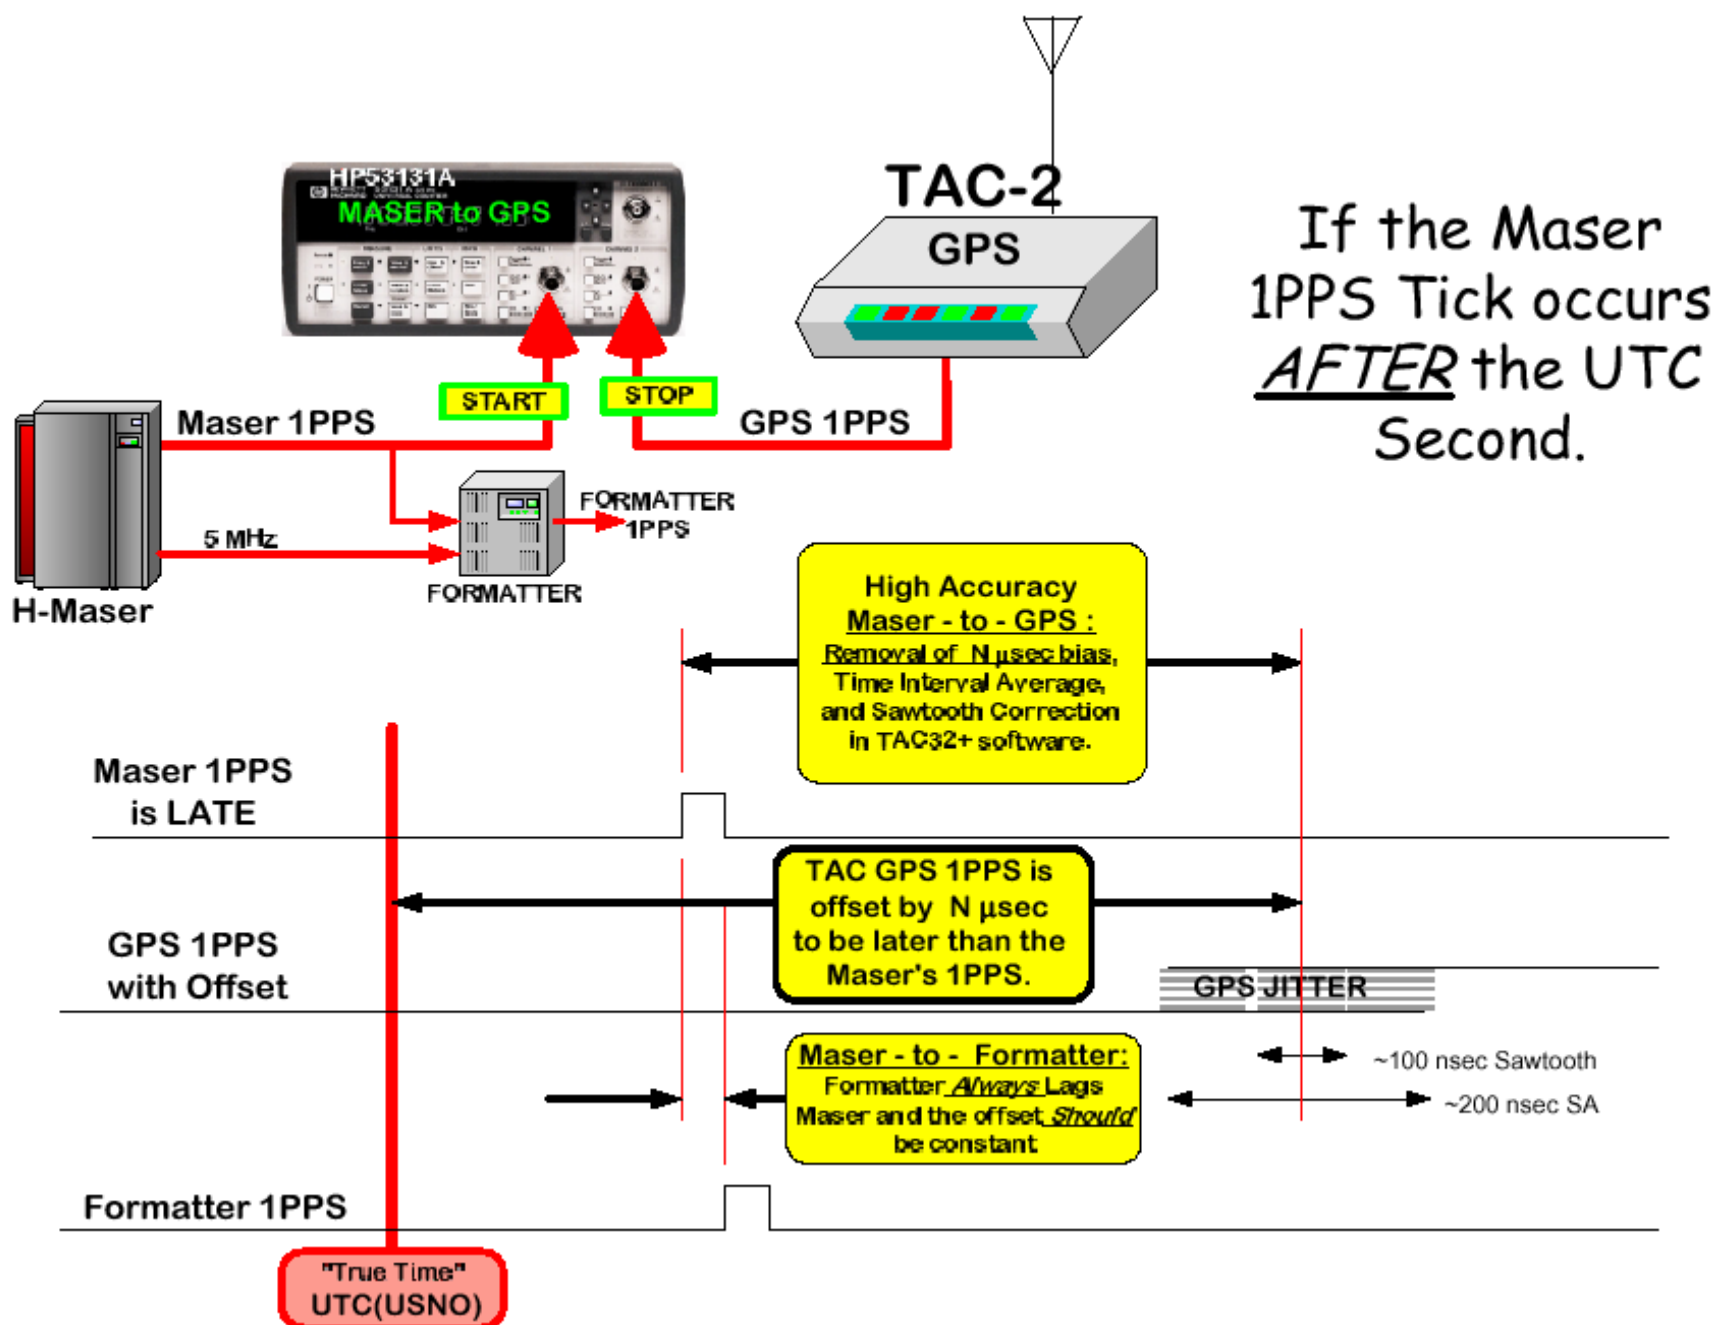 HP53131A
MASER to GPS
TAC-2
GPS
If the Maser
1PPS Tick occurs
AFTER the UTC
Second.
START
STOP
Maser 1PPS
GPS 1PPS
5 MHz
FORMATTER
1PPS
FORMATTER
H-Maser
High Accuracy
Maser - to - GPS :
Removal of N µsec bias,
Time Interval Average,
and Sawtooth Correction
in TAC32+ software.
Maser 1PPS
is LATE
TAC GPS 1PPS is
offset by N µsec
to be later than the
Maser's 1PPS.
GPS 1PPS
with Offset
GPS JITTER
Maser - to - Formatter:
Formatter Always Lags
Maser and the offset Should
be constant
~100 nsec Sawtooth
~200 nsec SA
Formatter 1PPS
"True Time"
UTC(USNO)